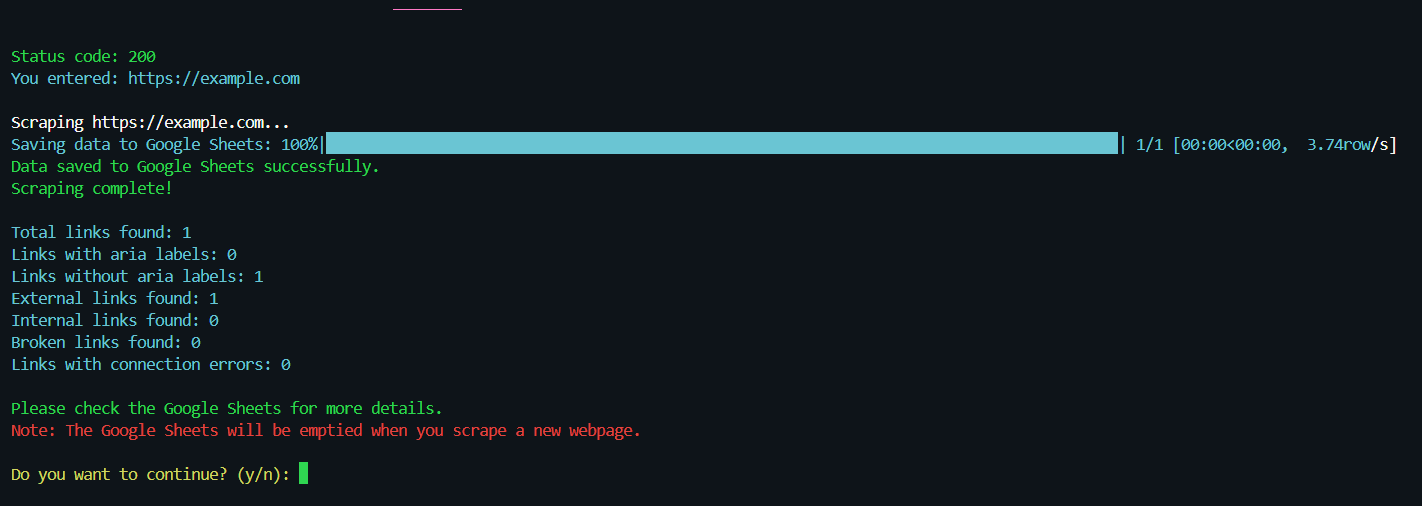 Status code: 200
You entered: https://example.com
Scraping https://example.com...
Saving data to Google Sheets: 100%| | 1/1 [00:00<00:00,  3.74row/s]
Data saved to Google Sheets successfully.
Scraping complete!
Total links found: 1
Links with aria labels: 0
Links without aria labels: 1
External links found: 1
Internal links found: 0
Broken links found: 0
Links with connection errors: 0
Please check the Google Sheets for more details.
Note: The Google Sheets will be emptied when you scrape a new webpage.
Do you want to continue? (y/n):